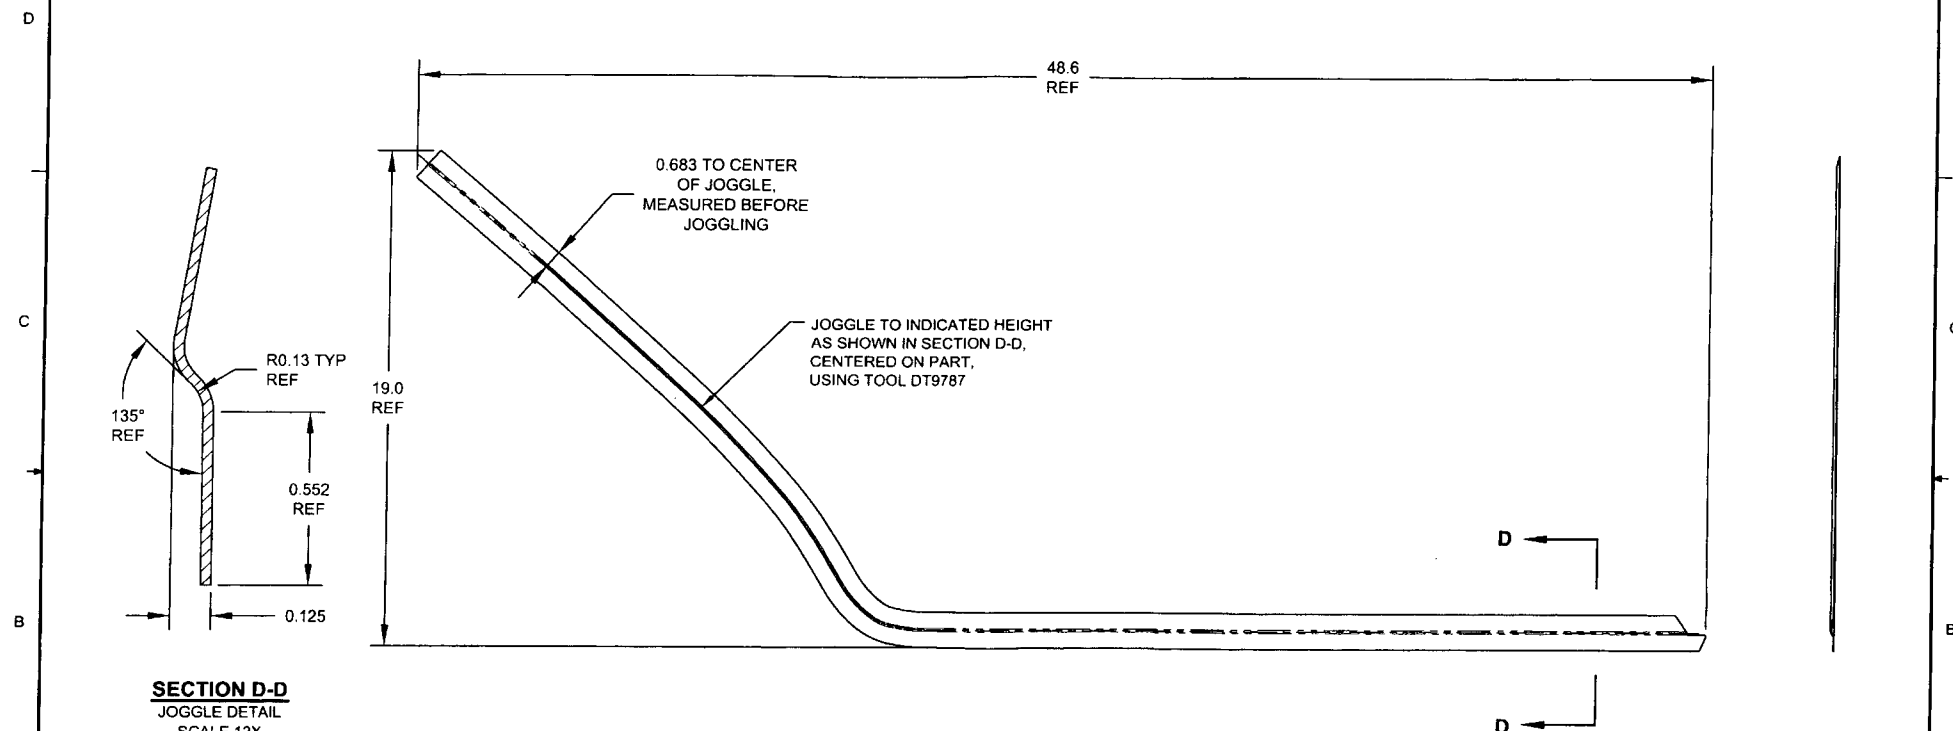 D
48.6
REF
0.683 TO CENTER
OF JOGGLE,
MEASURED BEFORE
JOGGLING
C
JOGGLE TO INDICATED HEIGHT
AS SHOWN IN SECTION D-D,
CENTERED ON PART,
USING TOOL DT9787
R0.13 TYP
REF
19.0
REF
135°
REF
0.552
REF
D
0.125
B
B
SECTION D-D
JOGGLE DETAIL
SCALE 12X
D